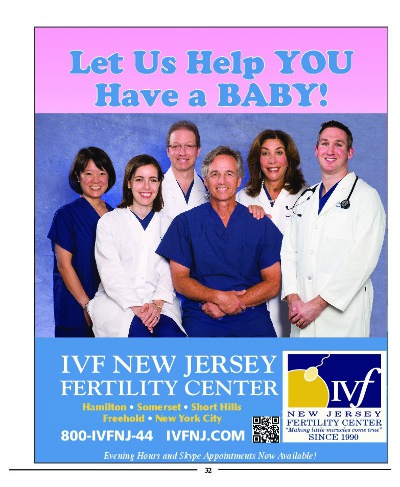 Let Us Help YOU
Have a BABY!
IVF NEW JERSEY
FERTILITY CENTER
Hamilton • Somerset • Short Hills
Freehold • New York City
800-IVFNJ-44 IVFNJ.COM
IVf
NEW JERSEY
FERTILITY CENTER
"Making little miracles come true"
SINCE 1990
Evening Hours and Skype Appointments Now Available!
32